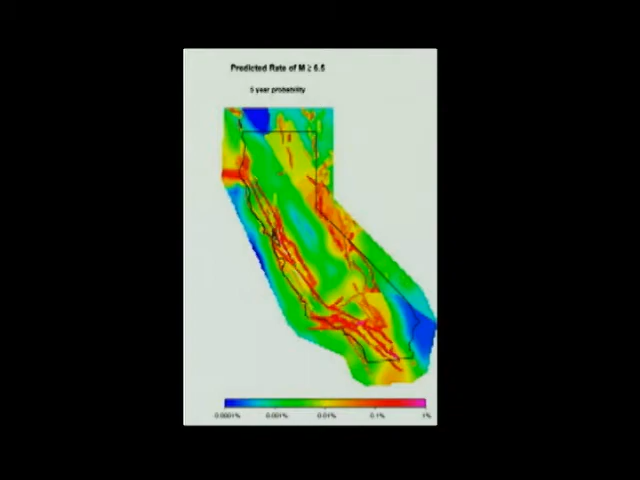 Predicted Rate of M ≥ 6.5
5 year probability
0.0001% 0.001% 0.01% 0.1% 1%